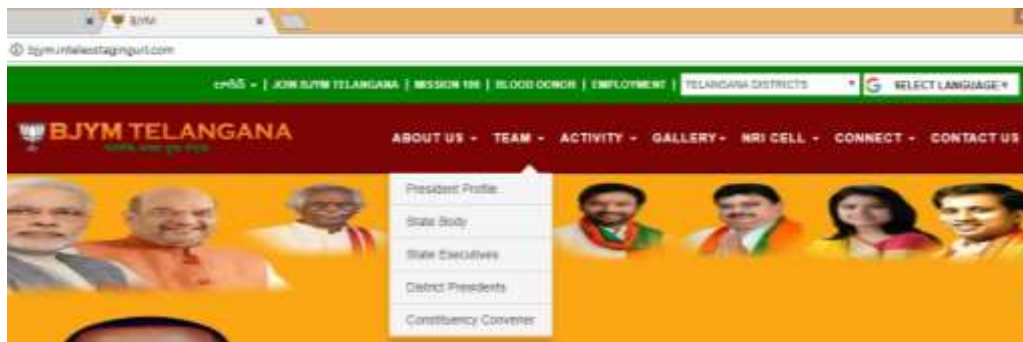 BJYM
bjym.inteleostagingurl.com
| JOIN BJYM TELANGANA | MISSION 100 | BLOOD DONOR | EMPLOYMENT | TELANGANA DISTRICTS G SELECT LANGUAGE
BJYM TELANGANA
ABOUT US TEAM ACTIVITY GALLERY NRI CELL CONNECT CONTACT US
President Profile
State Body
State Executives
District Presidents
Constituency Convener